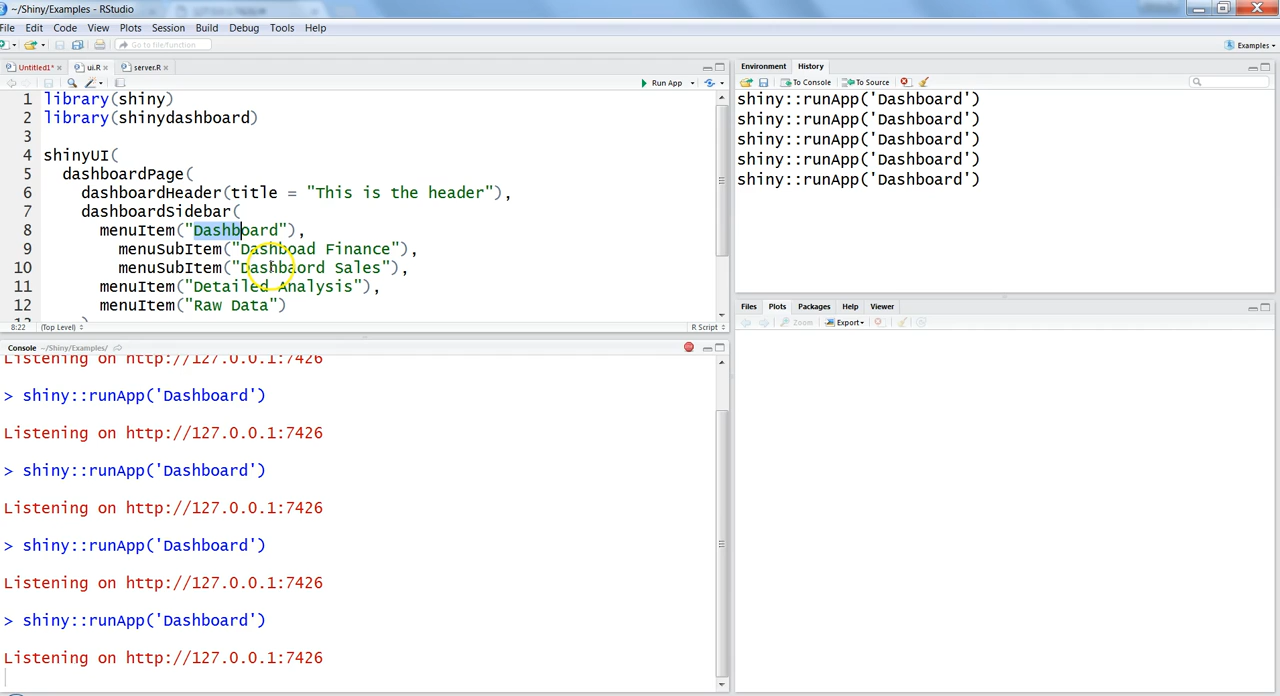 ~/Shiny/Examples - RStudio
File Edit Code View Plots Session Build Debug Tools Help
Go to file/function
Examples
Untitled1* ui.R server.R
Run App
1 library(shiny)
2 library(shinydashboard)
3
4 shinyUI(
5 dashboardPage(
6 dashboardHeader(title = "This is the header"),
7 dashboardSidebar(
8 menuItem("Dashboard"),
9 menuSubItem("Dashboad Finance"),
10 menuSubItem("Dashbaord Sales"),
11 menuItem("Detailed Analysis"),
12 menuItem("Raw Data")
8:22 (Top Level) R Script
Console ~/Shiny/Examples/
Listening on http://127.0.0.1:7426
> shiny::runApp('Dashboard')
Listening on http://127.0.0.1:7426
> shiny::runApp('Dashboard')
Listening on http://127.0.0.1:7426
> shiny::runApp('Dashboard')
Listening on http://127.0.0.1:7426
> shiny::runApp('Dashboard')
Listening on http://127.0.0.1:7426
Environment History
To Console To Source
shiny::runApp('Dashboard')
shiny::runApp('Dashboard')
shiny::runApp('Dashboard')
shiny::runApp('Dashboard')
shiny::runApp('Dashboard')
Files Plots Packages Help Viewer
Zoom Export